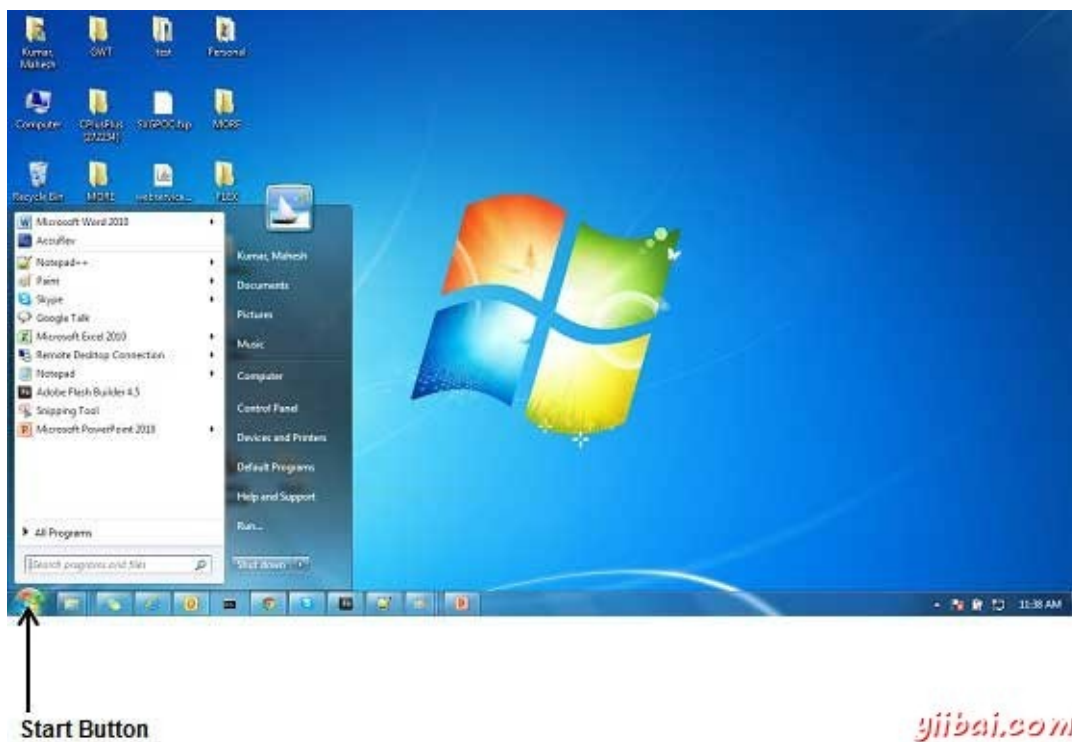 Kumar,
Mahesh
GWT
test
Personal
Computer
CPlusPlus
(272234)
MORE
Recycle Bin
MORE
webservice...
FLEX
Microsoft Word 2010
AccuRev
Notepad++
Paint
Skype
Google Talk
Microsoft Excel 2010
Remote Desktop Connection
Notepad
Adobe Flash Builder 4.5
Snipping Tool
Microsoft PowerPoint 2010
All Programs
Search programs and files
Kumar, Mahesh
Documents
Pictures
Music
Computer
Control Panel
Devices and Printers
Default Programs
Help and Support
Run...
Shut down
11:38 AM
Start Button
yiibai.com